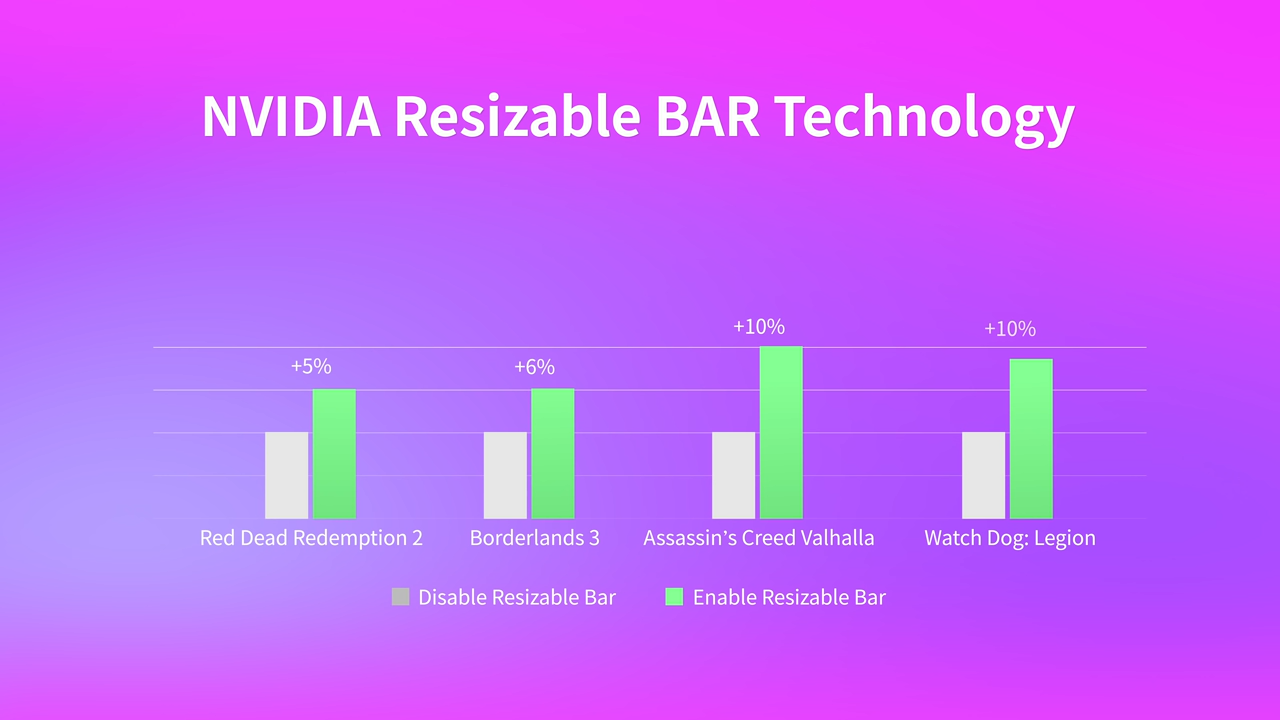 NVIDIA Resizable BAR Technology
+5%
+6%
+10%
+10%
Red Dead Redemption 2
Borderlands 3
Assassin’s Creed Valhalla
Watch Dog: Legion
Disable Resizable Bar
Enable Resizable Bar